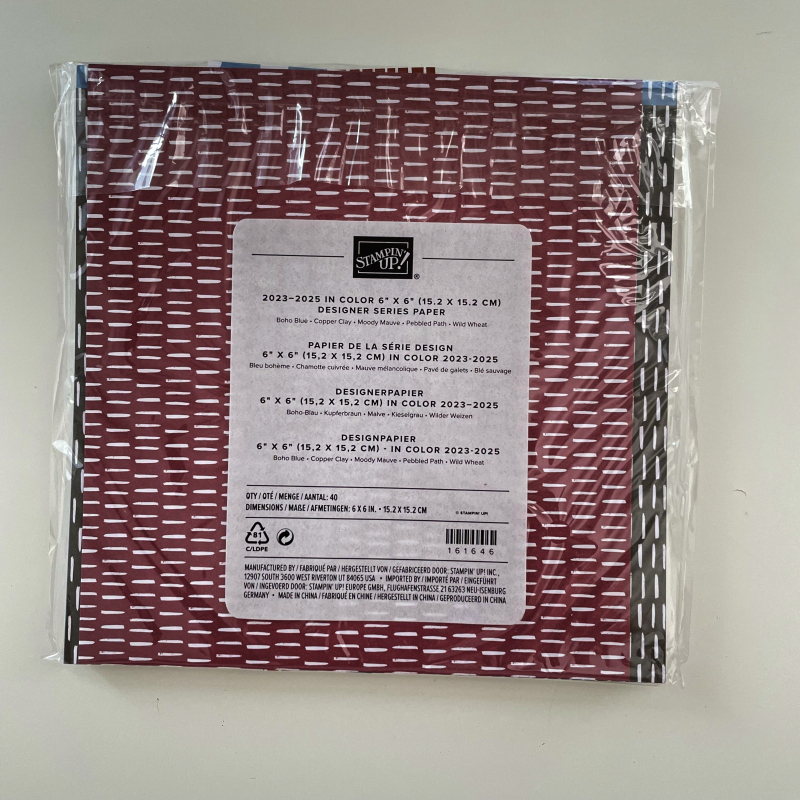 STAMPIN' UP!®
2023–2025 IN COLOR 6" X 6" (15.2 X 15.2 CM)
DESIGNER SERIES PAPER
Boho Blue • Copper Clay • Moody Mauve • Pebbled Path • Wild Wheat
PAPIER DE LA SÉRIE DESIGN
6" X 6" (15,2 X 15,2 CM) IN COLOR 2023-2025
Bleu bohème • Chamotte cuivrée • Mauve mélancolique • Pavé de galets • Blé sauvage
DESIGNERPAPIER
6" X 6" (15,2 X 15,2 CM) IN COLOR 2023–2025
Boho-Blau • Kupferbraun • Malve • Kieselgrau • Wilder Weizen
DESIGNPAPIER
6" X 6" (15,2 X 15,2 CM) - IN COLOR 2023-2025
Boho Blue • Copper Clay • Moody Mauve • Pebbled Path • Wild Wheat
QTY / QTÉ / MENGE / AANTAL: 40
DIMENSIONS / MAßE / AFMETINGEN: 6 X 6 IN. • 15.2 X 15.2 CM
© STAMPIN' UP!
81
C/LDPE
161646
MANUFACTURED BY / FABRIQUÉ PAR / HERGESTELLT VON / GEFABRICEERD DOOR: STAMPIN' UP! INC.,
12907 SOUTH 3600 WEST RIVERTON UT 84065 USA • IMPORTED BY / IMPORTÉ PAR / EINGEFÜHRT
VON / INGEVOERD DOOR: STAMPIN' UP! EUROPE GMBH, FLUGHAFENSTRASSE 21 63263 NEU-ISENBURG
GERMANY • MADE IN CHINA / FABRIQUÉ EN CHINE / HERGESTELLT IN CHINA / GEPRODUCEERD IN CHINA